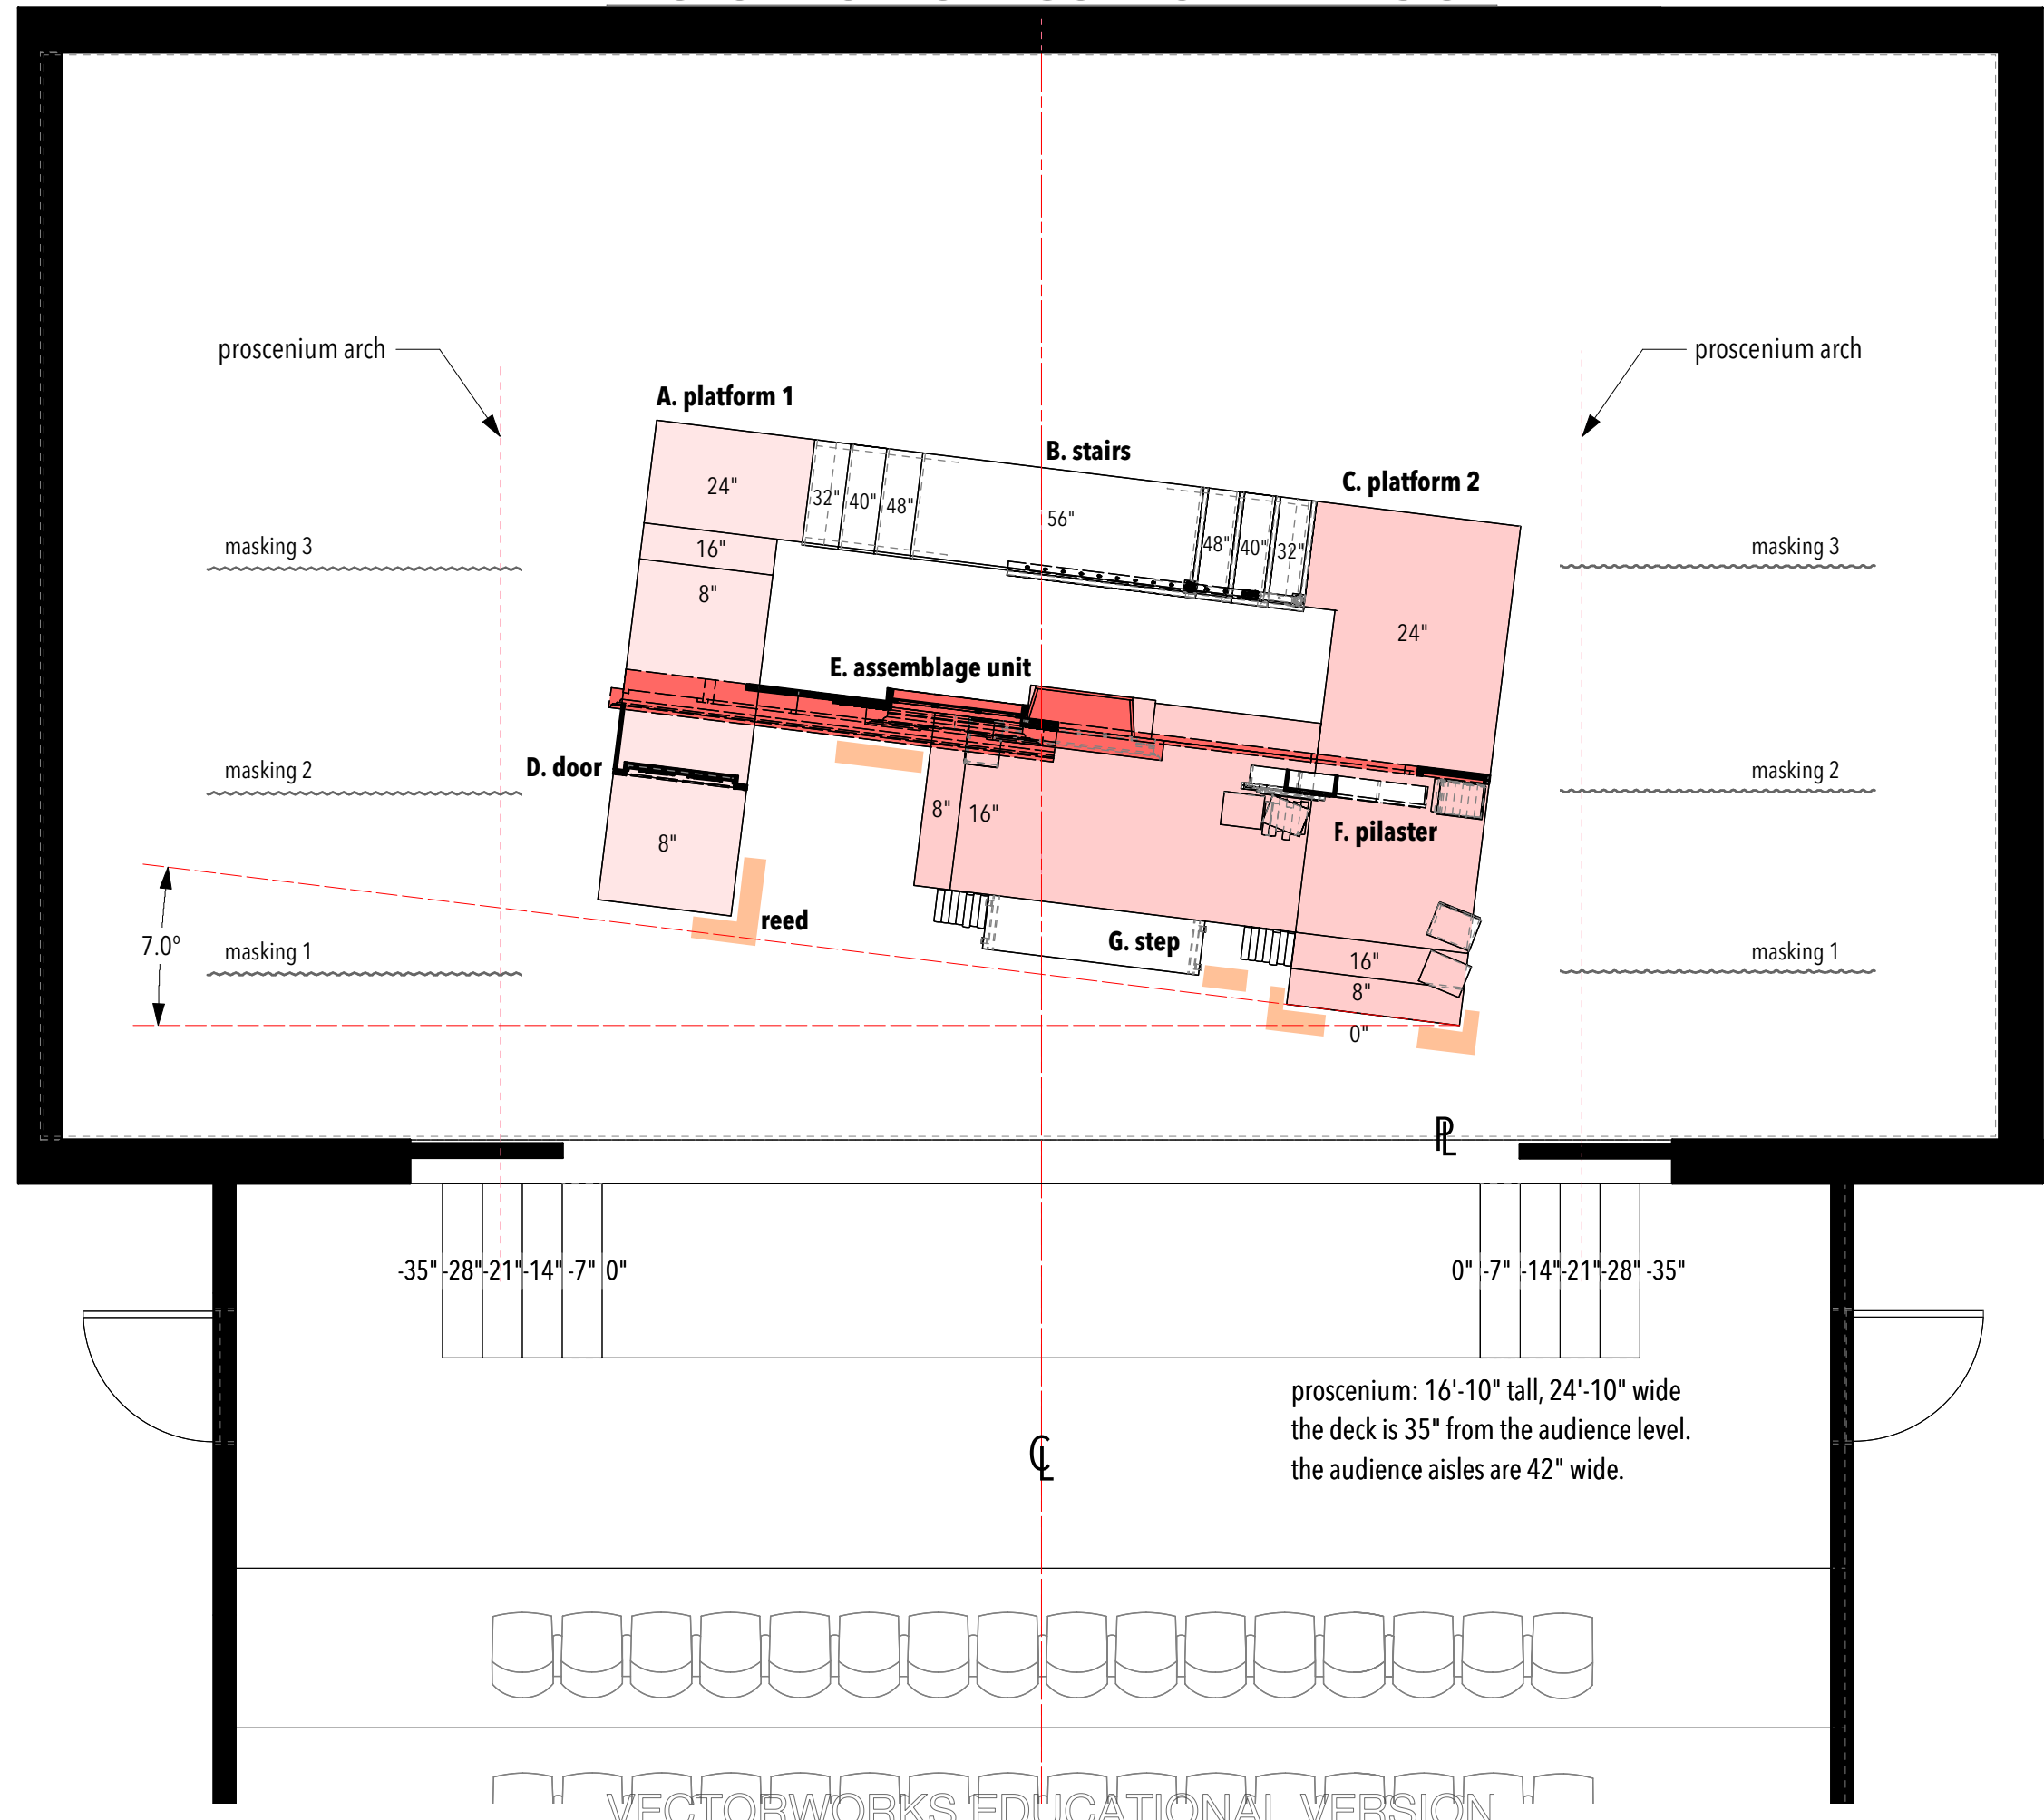 proscenium arch
proscenium arch
A. platform 1
B. stairs
C. platform 2
24"
32"
40"
48"
56"
48"
40"
32"
masking 3
masking 3
16"
8"
24"
E. assemblage unit
D. door
masking 2
masking 2
8"
16"
F. pilaster
8"
reed
7.0º
masking 1
G. step
masking 1
16"
8"
0"
PL
-35" -28" -21" -14" -7" 0"
0" -7" -14" -21" -28" -35"
proscenium: 16'-10" tall, 24'-10" wide
the deck is 35" from the audience level.
the audience aisles are 42" wide.
CL
VECTORWORKS EDUCATIONAL VERSION